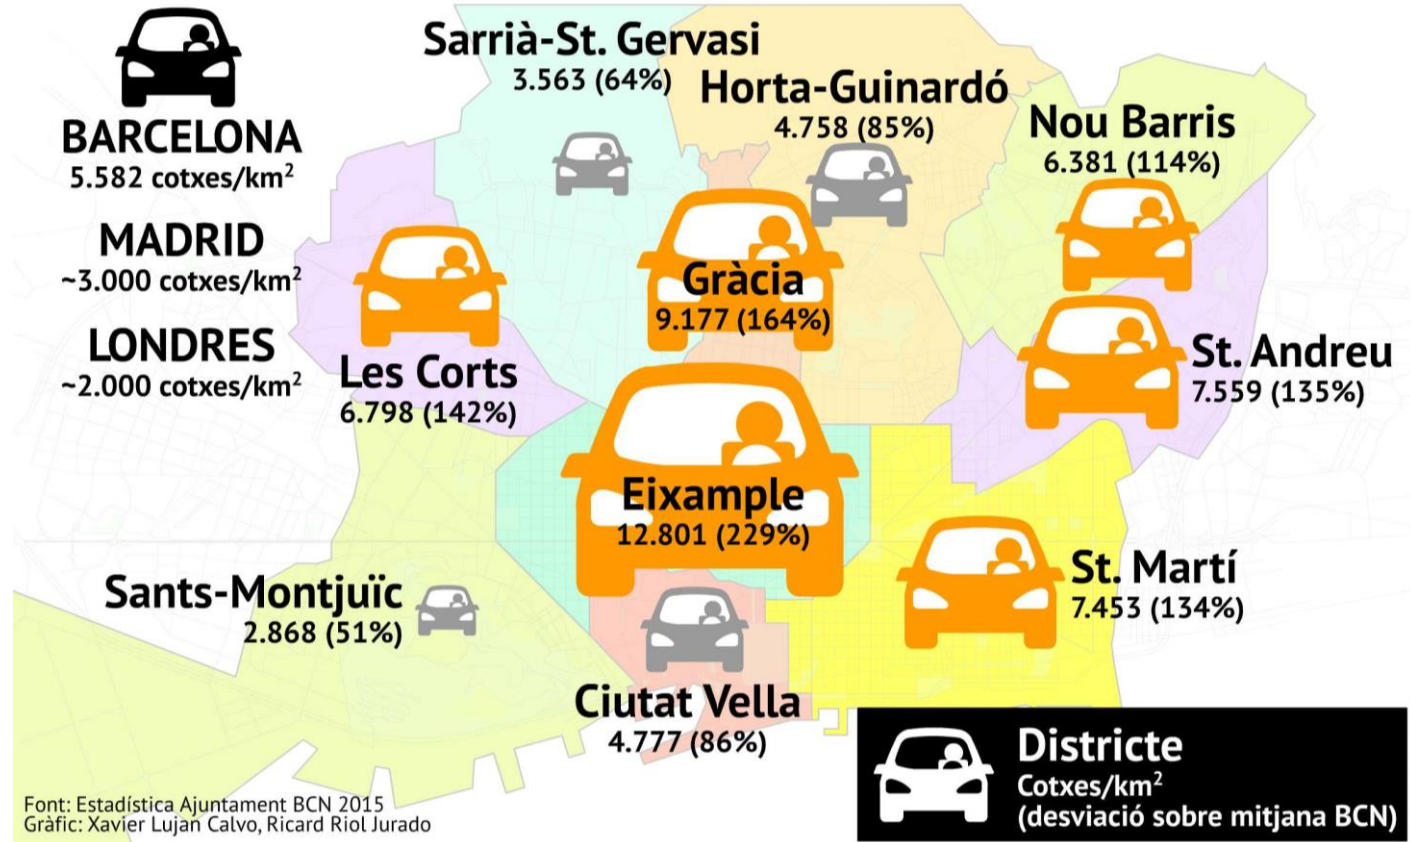 BARCELONA
5.582 cotxes/km²
MADRID
~3.000 cotxes/km²
LONDRES
~2.000 cotxes/km²
Sarrià-St. Gervasi
3.563 (64%)
Horta-Guinardó
4.758 (85%)
Nou Barris
6.381 (114%)
Gràcia
9.177 (164%)
Les Corts
6.798 (142%)
St. Andreu
7.559 (135%)
Eixample
12.801 (229%)
St. Martí
7.453 (134%)
Sants-Montjuïc
2.868 (51%)
Ciutat Vella
4.777 (86%)
Districte
Cotxes/km²
(desviació sobre mitjana BCN)
Font: Estadística Ajuntament BCN 2015
Gràfic: Xavier Lujan Calvo, Ricard Riol Jurado